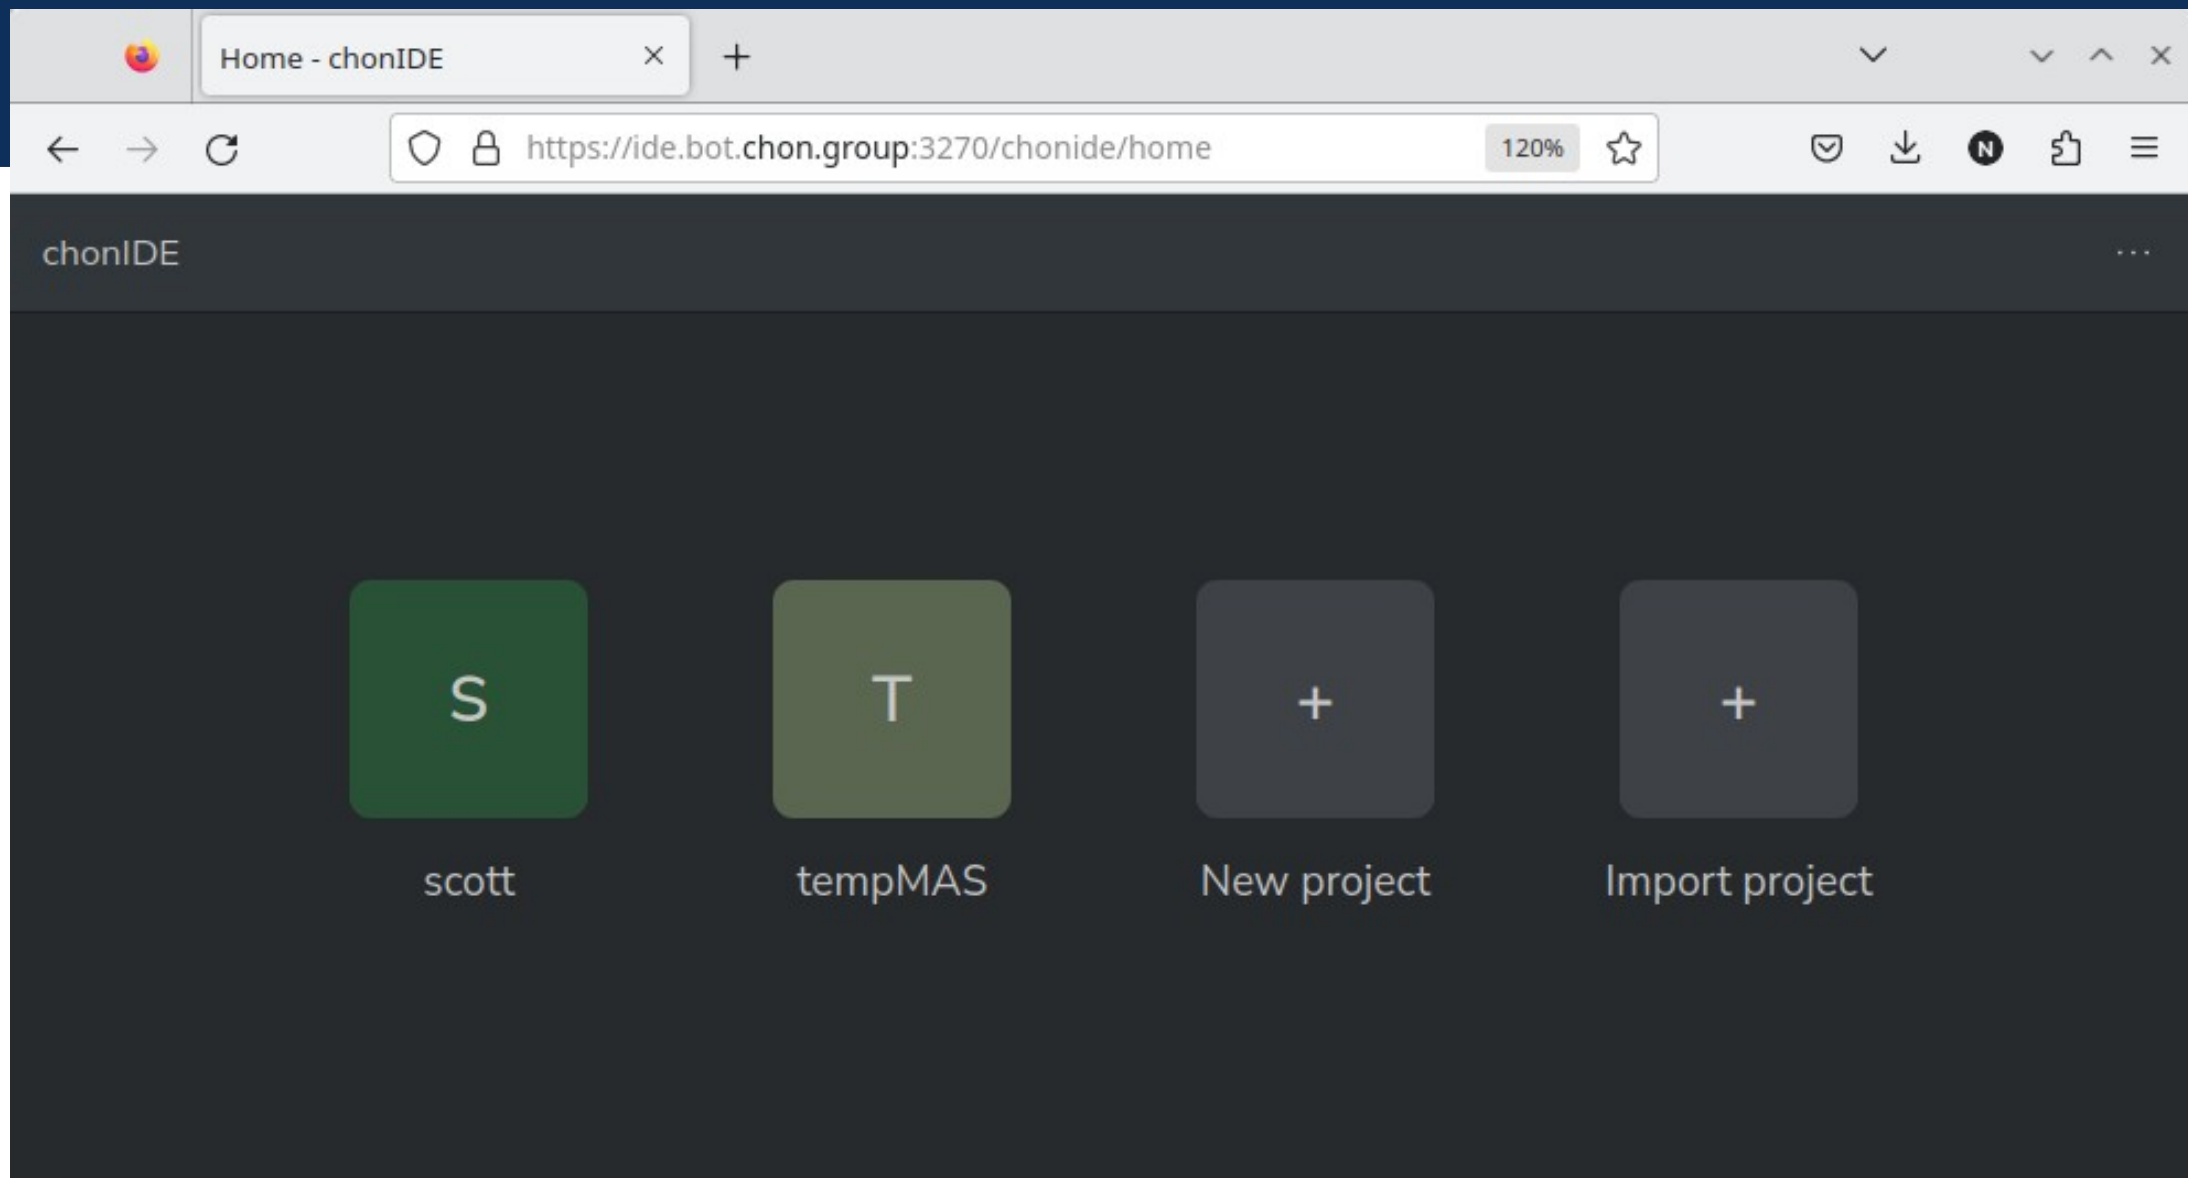 Home - chonIDE
https://ide.bot.chon.group:3270/chonide/home 120% N
chonIDE ...
S T + +
scott tempMAS New project Import project